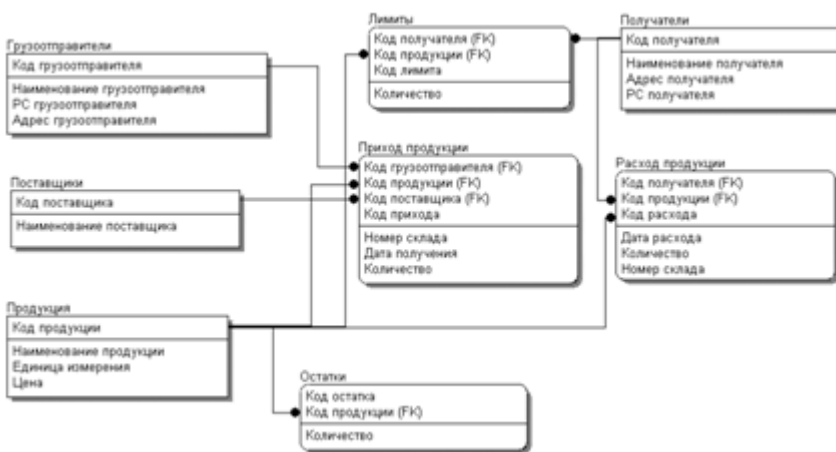 Грузоотправители
Код грузоотправителя
Наименование грузоотправителя
РС грузоотправителя
Адрес грузоотправителя
Лимиты
Код получателя (FK)
Код продукции (FK)
Код лимита
Количество
Получатели
Код получателя
Наименование получателя
Адрес получателя
РС получателя
Поставщики
Код поставщика
Наименование поставщика
Приход продукции
Код грузоотправителя (FK)
Код продукции (FK)
Код поставщика (FK)
Код прихода
Номер склада
Дата получения
Количество
Расход продукции
Код получателя (FK)
Код продукции (FK)
Код расхода
Дата расхода
Количество
Номер склада
Продукция
Код продукции
Наименование продукции
Единица измерения
Цена
Остатки
Код остатка
Код продукции (FK)
Количество